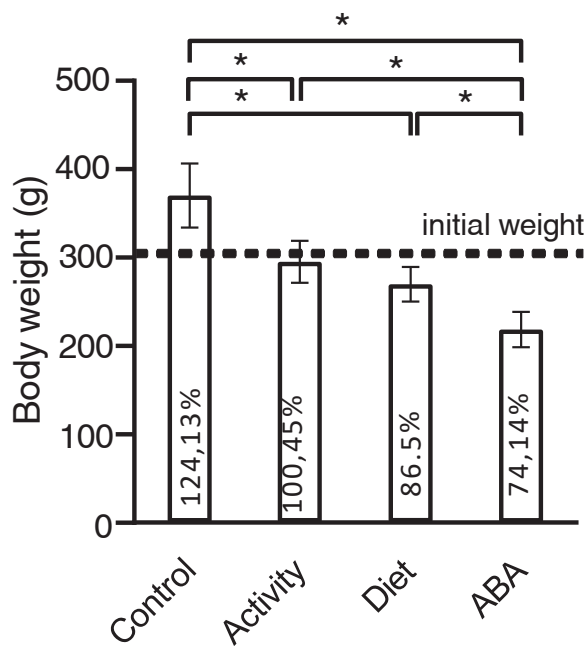 *
*
*
*
*
500
400
300
200
100
0
Body weight (g)
initial weight
124,13%
100,45%
86.5%
74,14%
Control
Activity
Diet
ABA